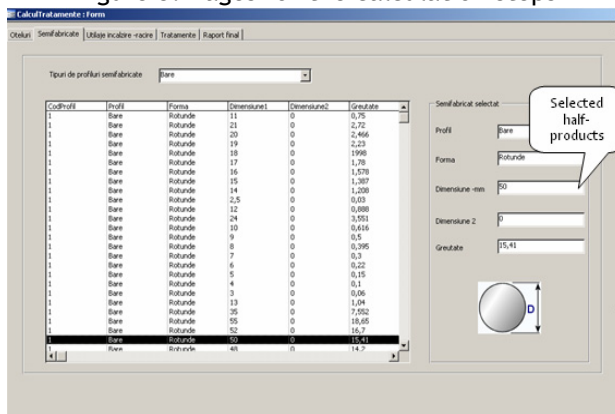 CalculTratamente : Form
Oteluri Semifabricate Utilaje incalzire -racire Tratamente Raport final
Tipuri de profiluri semifabricate Bare
CodProfil Profil Forma Dimensiune1 Dimensiune2 Greutate
1 Bare Rotunde 11 0 0,75
1 Bare Rotunde 21 0 2,72
1 Bare Rotunde 20 0 2,466
1 Bare Rotunde 19 0 2,23
1 Bare Rotunde 18 0 1998
1 Bare Rotunde 17 0 1,78
1 Bare Rotunde 16 0 1,578
1 Bare Rotunde 15 0 1,387
1 Bare Rotunde 14 0 1,208
1 Bare Rotunde 2,5 0 0,03
1 Bare Rotunde 12 0 0,888
1 Bare Rotunde 24 0 3,551
1 Bare Rotunde 10 0 0,616
1 Bare Rotunde 9 0 0,5
1 Bare Rotunde 8 0 0,395
1 Bare Rotunde 7 0 0,3
1 Bare Rotunde 6 0 0,22
1 Bare Rotunde 5 0 0,15
1 Bare Rotunde 4 0 0,1
1 Bare Rotunde 3 0 0,06
1 Bare Rotunde 13 0 1,04
1 Bare Rotunde 35 0 7,552
1 Bare Rotunde 55 0 18,65
1 Bare Rotunde 52 0 16,7
1 Bare Rotunde 50 0 15,41
1 Bare Rotunde 48 0 14,2
Semifabricat selectat
Profil Bare
Forma Rotunde
Dimensiune -mm 50
Dimensiune 2 0
Greutate 15,41
D
Selected
half-
products